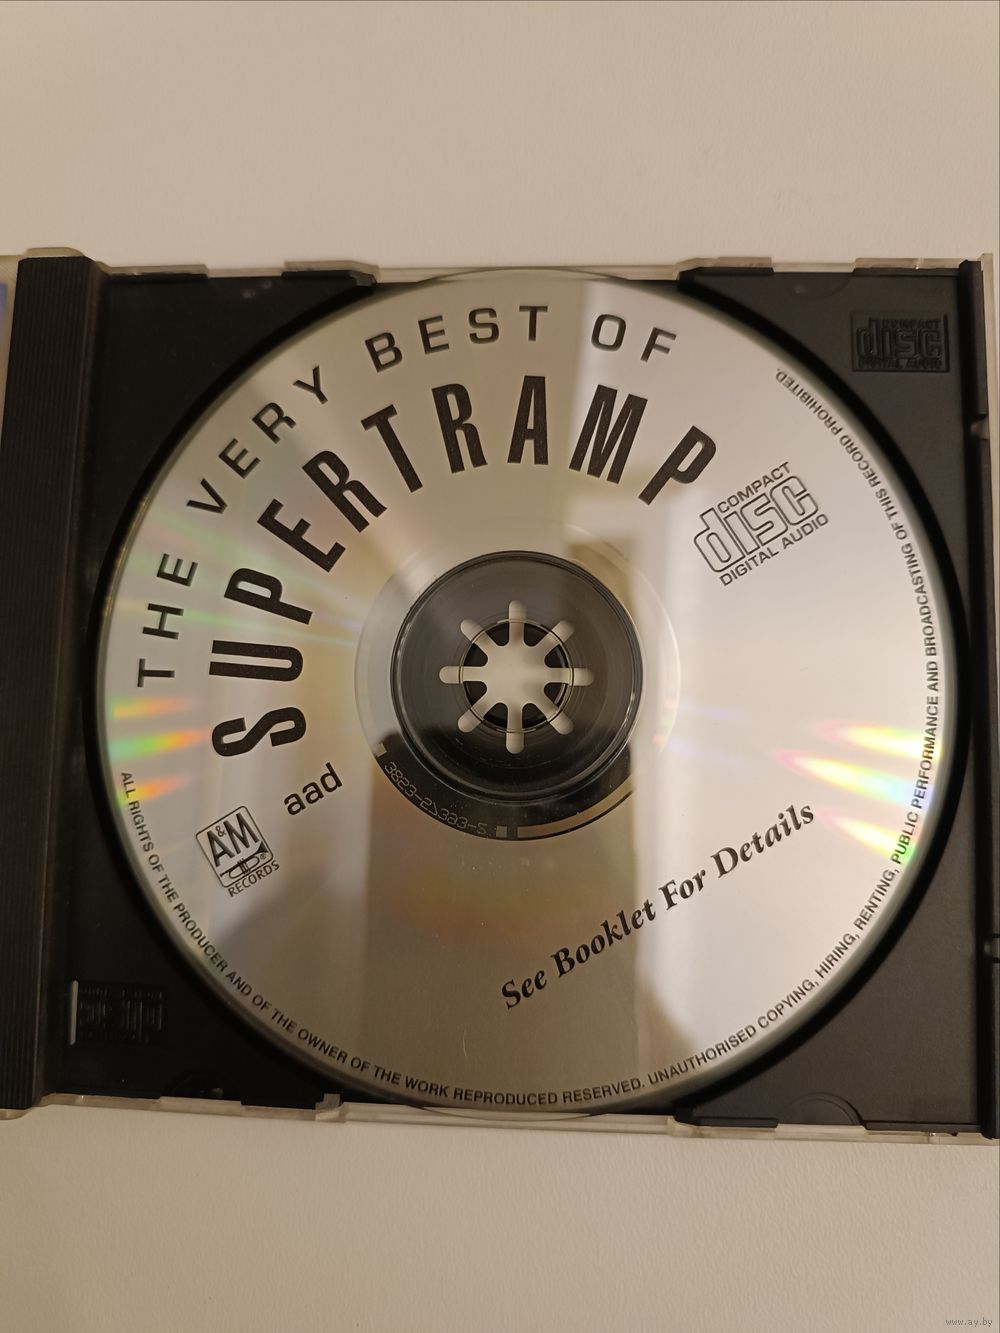 THE VERY BEST OF
SUPERTRAMP
COMPACT
disc
DIGITAL AUDIO
COMPACT
disc
DIGITAL AUDIO
aad
A&M
RECORDS
See Booklet For Details
ALL RIGHTS OF THE PRODUCER AND OF THE OWNER OF THE WORK REPRODUCED RESERVED. UNAUTHORISED COPYING, HIRING, RENTING, PUBLIC PERFORMANCE AND BROADCASTING OF THIS RECORD PROHIBITED.
www.ay.by